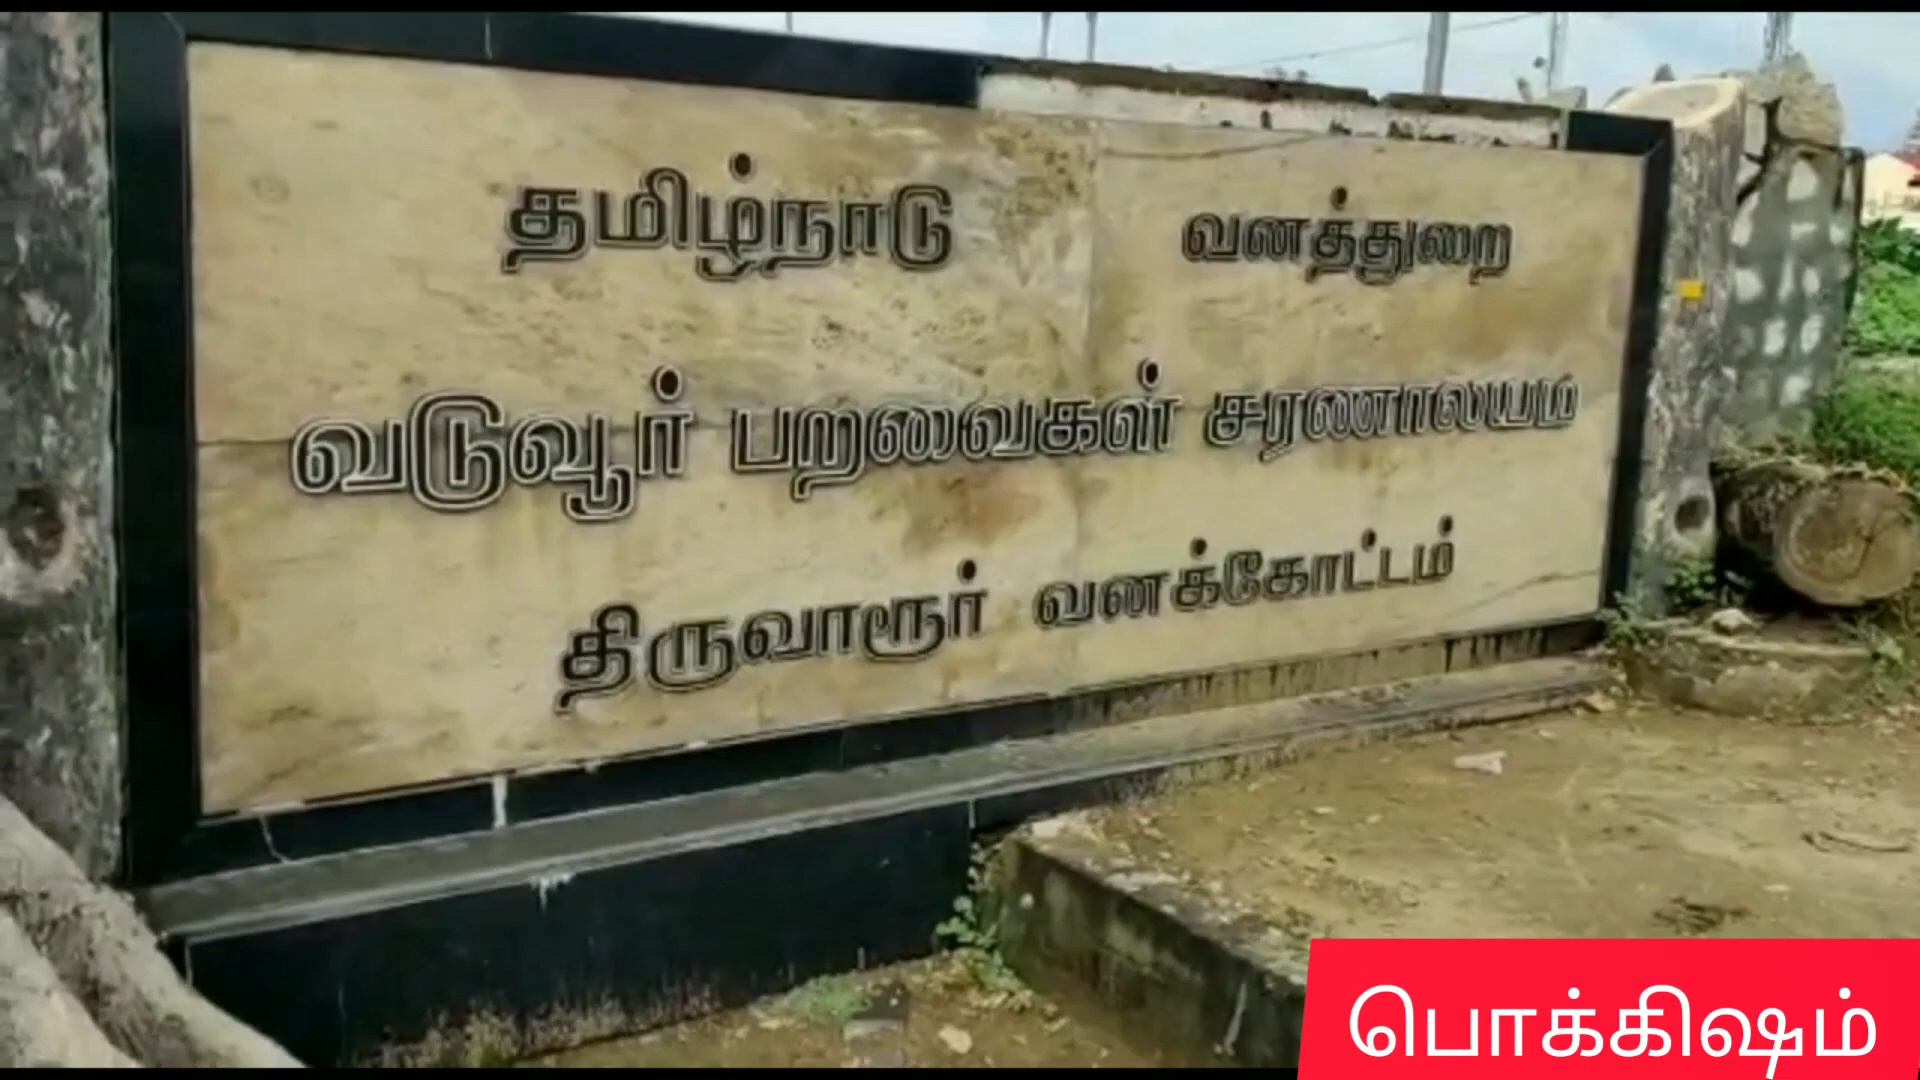 தமிழ்நாடு வனத்துறை
வடுவூர் பறவைகள் சரணாலயம்
திருவாரூர் வனக்கோட்டம்
பொக்கிஷம்